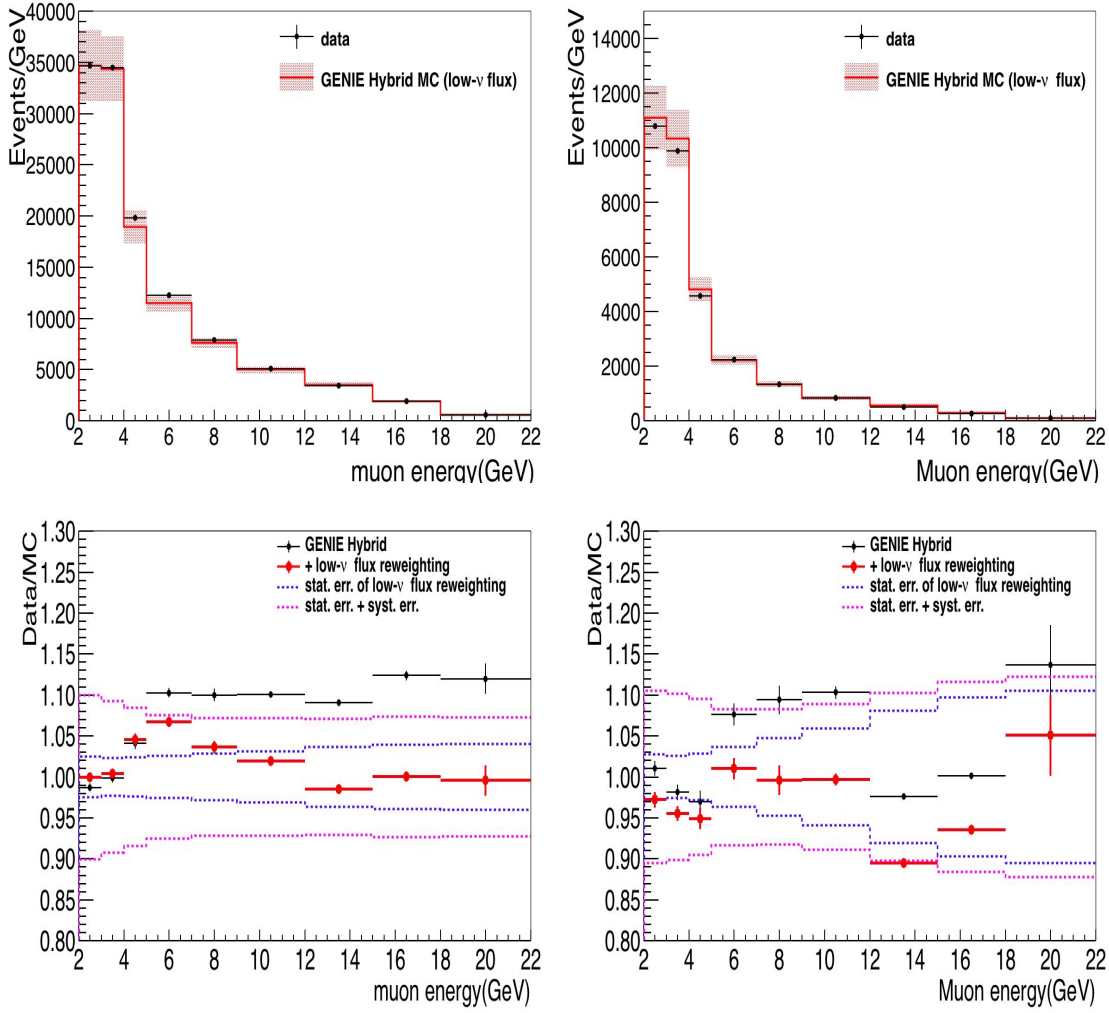 Events/GeV
40000
35000
30000
25000
20000
15000
10000
5000
0
data
GENIE Hybrid MC (low-ν flux)
2 4 6 8 10 12 14 16 18 20 22
muon energy(GeV)
Events/GeV
14000
12000
10000
8000
6000
4000
2000
0
data
GENIE Hybrid MC (low-ν flux)
2 4 6 8 10 12 14 16 18 20 22
Muon energy(GeV)
Data/MC
1.30
1.25
1.20
1.15
1.10
1.05
1.00
0.95
0.90
0.85
0.80
GENIE Hybrid
+ low-ν flux reweighting
stat. err. of low-ν flux reweighting
stat. err. + syst. err.
2 4 6 8 10 12 14 16 18 20 22
muon energy(GeV)
Data/MC
1.30
1.25
1.20
1.15
1.10
1.05
1.00
0.95
0.90
0.85
0.80
GENIE Hybrid
+ low-ν flux reweighting
stat. err. of low-ν flux reweighting
stat. err. + syst. err.
2 4 6 8 10 12 14 16 18 20 22
Muon energy(GeV)